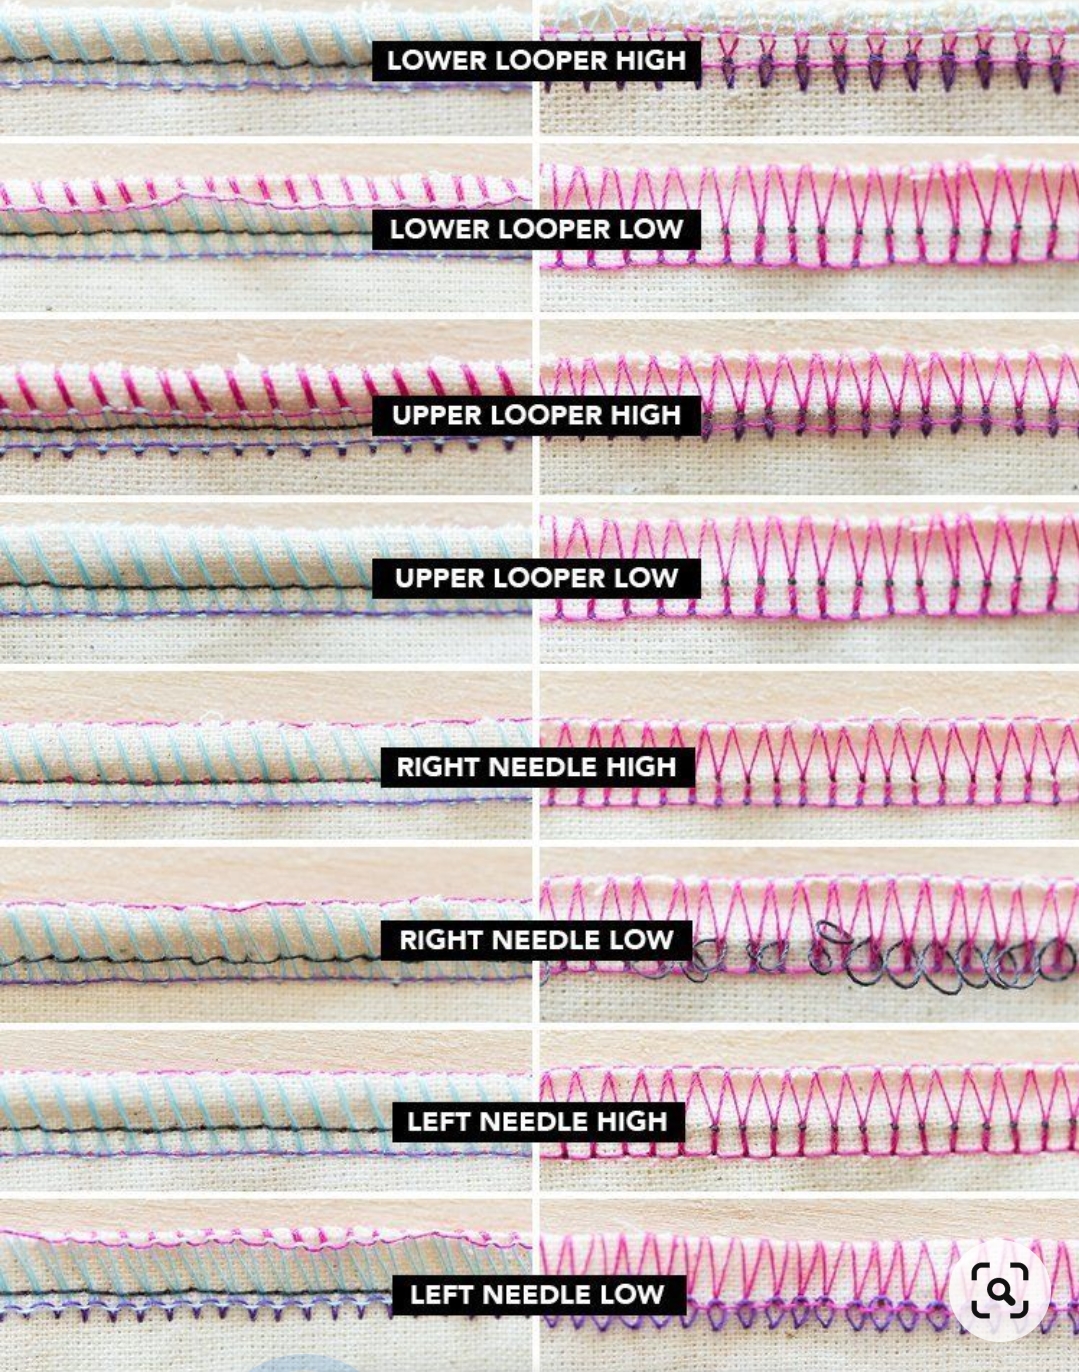 LOWER LOOPER HIGH
LOWER LOOPER LOW
UPPER LOOPER HIGH
UPPER LOOPER LOW
RIGHT NEEDLE HIGH
RIGHT NEEDLE LOW
LEFT NEEDLE HIGH
LEFT NEEDLE LOW